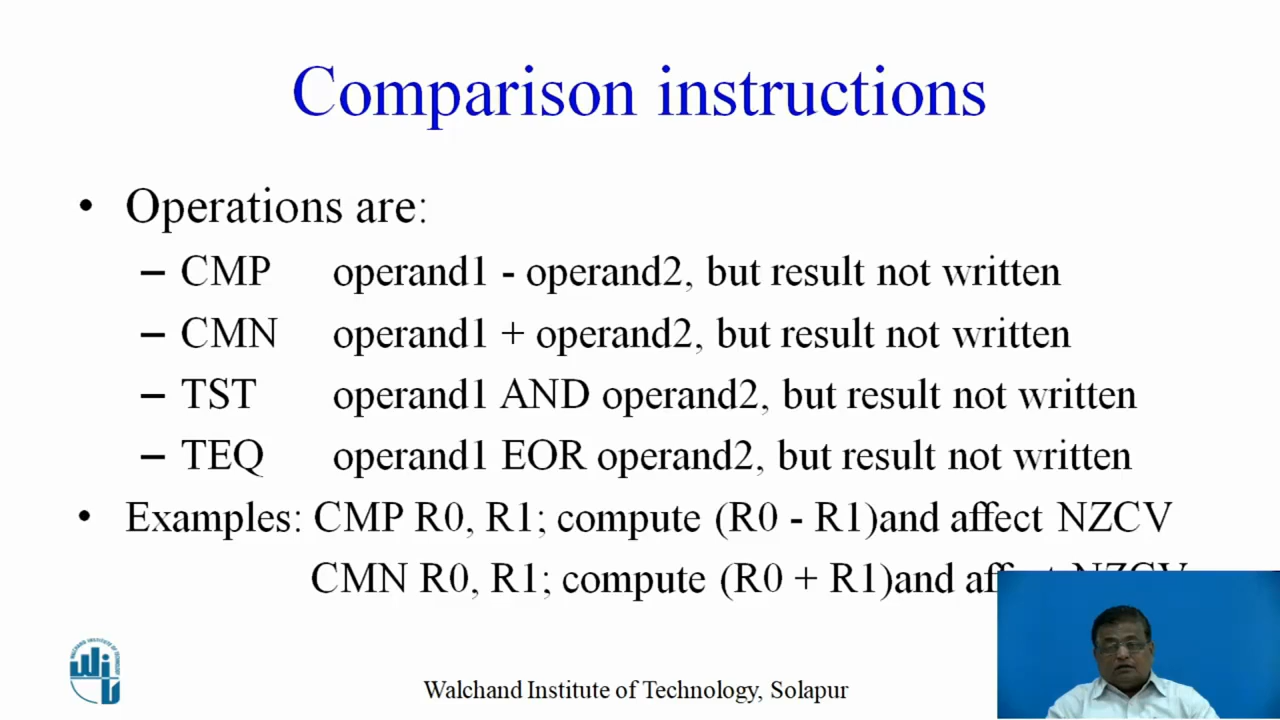 Comparison instructions
• Operations are:
– CMP operand1 - operand2, but result not written
– CMN operand1 + operand2, but result not written
– TST operand1 AND operand2, but result not written
– TEQ operand1 EOR operand2, but result not written
• Examples: CMP R0, R1; compute (R0 - R1)and affect NZCV
CMN R0, R1; compute (R0 + R1)and affect NZCV
Walchand Institute of Technology, Solapur